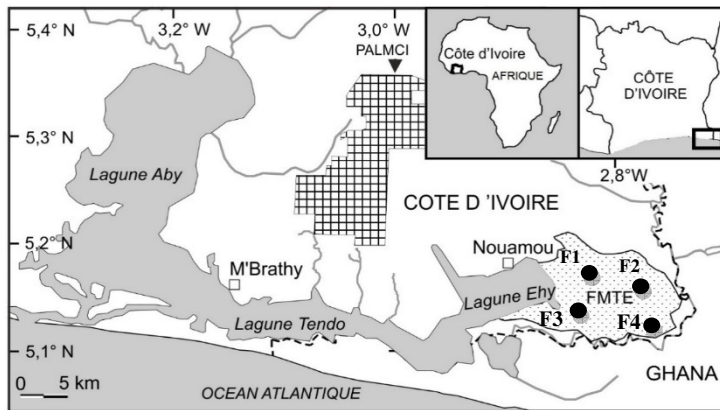 5,4° N
3,2° W
3,0° W
PALMCI
Côte d'Ivoire
AFRIQUE
CÔTE
D'IVOIRE
5,3° N
2,8°W
Lagune Aby
COTE D 'IVOIRE
5,2° N
Nouamou
M'Brathy
F1
F2
Lagune Ehy
FMTE
F3
F4
Lagune Tendo
5,1° N
GHANA
0 5 km
OCEAN ATLANTIQUE